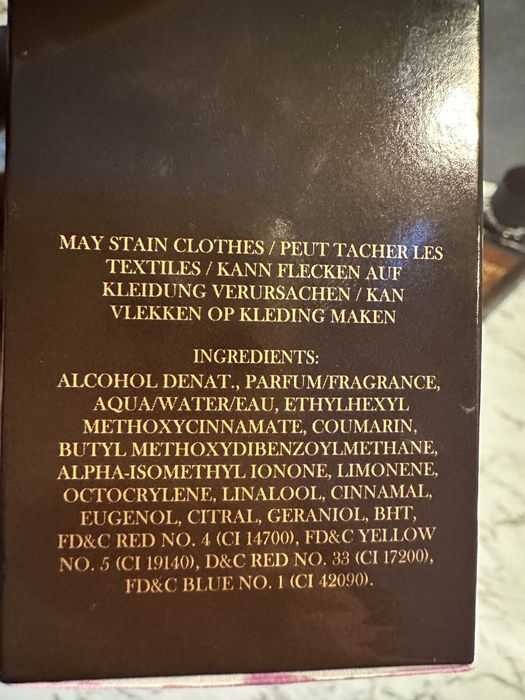 MAY STAIN CLOTHES / PEUT TACHER LES
TEXTILES / KANN FLECKEN AUF
KLEIDUNG VERURSACHEN / KAN
VLEKKEN OP KLEDING MAKEN
INGREDIENTS:
ALCOHOL DENAT., PARFUM/FRAGRANCE,
AQUA/WATER/EAU, ETHYLHEXYL
METHOXYCINNAMATE, COUMARIN,
BUTYL METHOXYDIBENZOYLMETHANE,
ALPHA-ISOMETHYL IONONE, LIMONENE,
OCTOCRYLENE, LINALOOL, CINNAMAL,
EUGENOL, CITRAL, GERANIOL, BHT,
FD&C RED NO. 4 (CI 14700), FD&C YELLOW
NO. 5 (CI 19140), D&C RED NO. 33 (CI 17200),
FD&C BLUE NO. 1 (CI 42090).